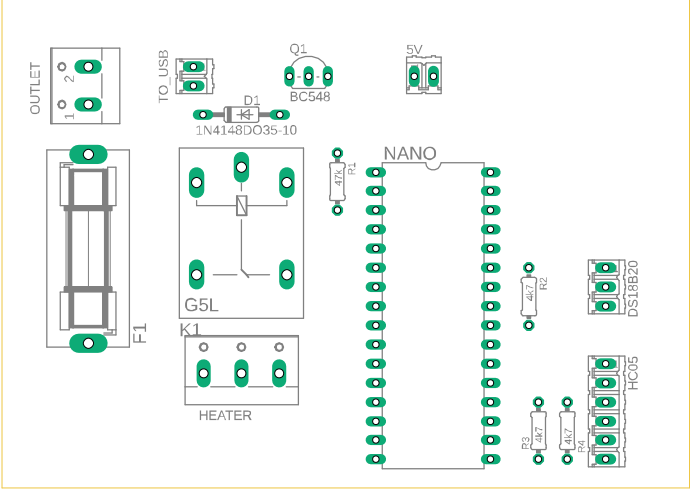 OUTLET
2
1
TO_USB
Q1
BC548
5V
D1
1N4148DO35-10
F1
G5L
K1
HEATER
47k
R1
NANO
4k7
R2
DS18B20
HC05
R3
4k7
4k7
R4